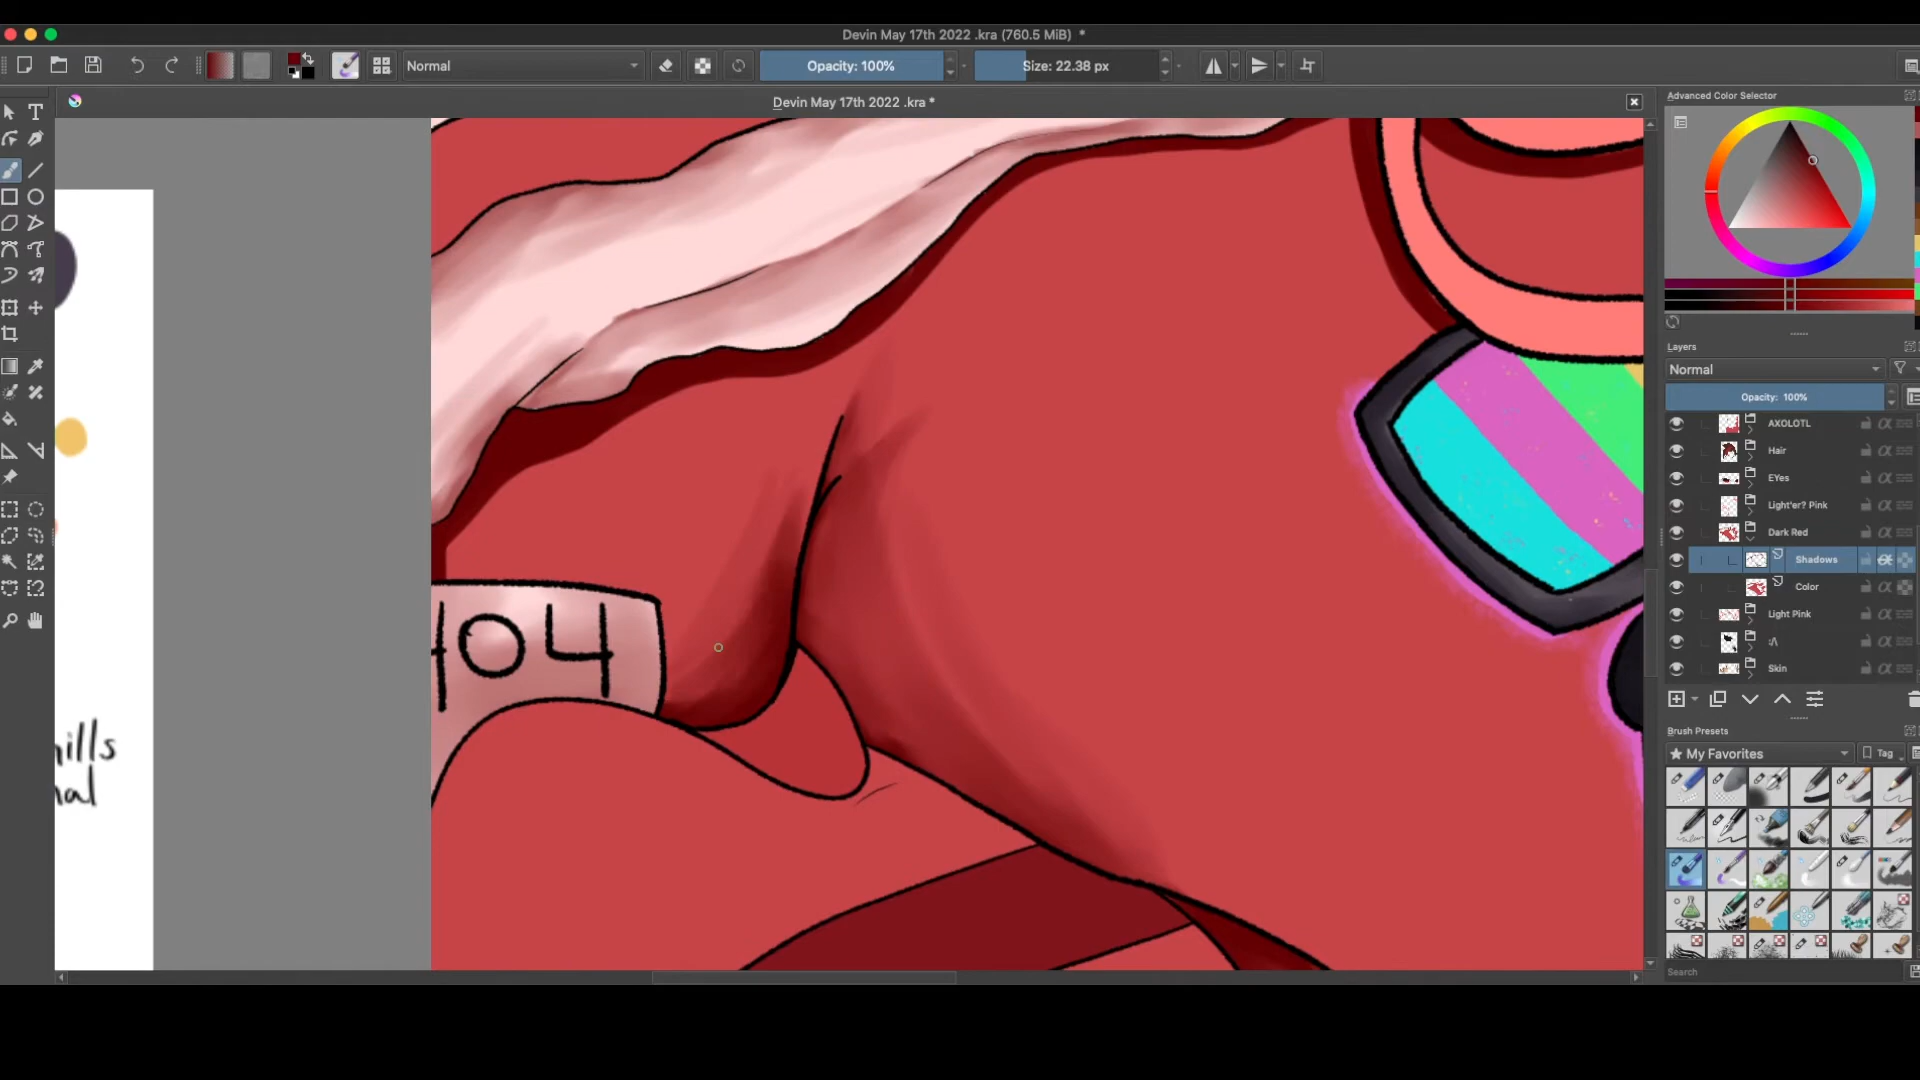 Devin May 17th 2022 .kra (760.5 MiB) *
Normal
Opacity: 100%
Size: 22.38 px
Devin May 17th 2022 .kra *
Advanced Color Selector
Layers
Normal
Opacity: 100%
AXOLOTL
Hair
EYes
Light'er? Pink
Dark Red
Shadows
Color
Light Pink
:/\
Skin
Brush Presets
★ My Favorites
Tag
Search
404